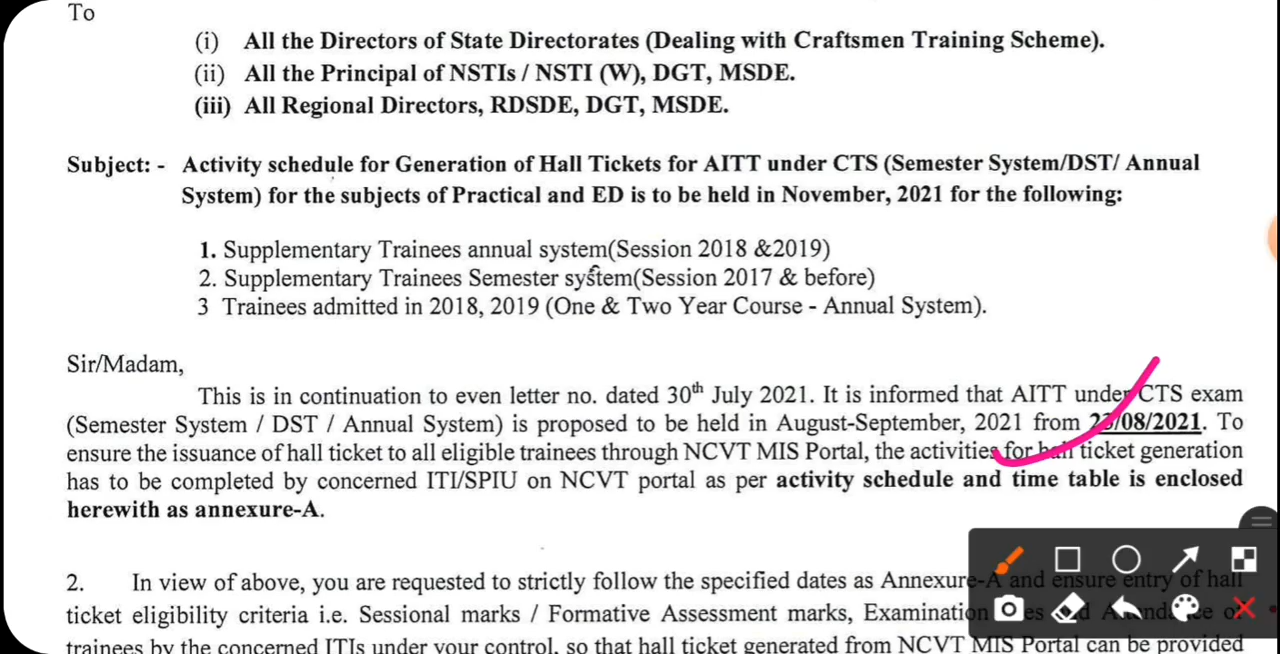 To
(i) All the Directors of State Directorates (Dealing with Craftsmen Training Scheme).
(ii) All the Principal of NSTIs / NSTI (W), DGT, MSDE.
(iii) All Regional Directors, RDSDE, DGT, MSDE.
Subject: - Activity schedule for Generation of Hall Tickets for AITT under CTS (Semester System/DST/ Annual
System) for the subjects of Practical and ED is to be held in November, 2021 for the following:
1. Supplementary Trainees annual system(Session 2018 &2019)
2. Supplementary Trainees Semester system(Session 2017 & before)
3 Trainees admitted in 2018, 2019 (One & Two Year Course - Annual System).
Sir/Madam,
This is in continuation to even letter no. dated 30th July 2021. It is informed that AITT under CTS exam
(Semester System / DST / Annual System) is proposed to be held in August-September, 2021 from /08/2021. To
ensure the issuance of hall ticket to all eligible trainees through NCVT MIS Portal, the activities for hall ticket generation
has to be completed by concerned ITI/SPIU on NCVT portal as per activity schedule and time table is enclosed
herewith as annexure-A.
2. In view of above, you are requested to strictly follow the specified dates as Annexure-A and ensure entry of hall
ticket eligibility criteria i.e. Sessional marks / Formative Assessment marks, Examination
trainees by the concerned ITIs under your control, so that hall ticket generated from NCVT MIS Portal can be provided